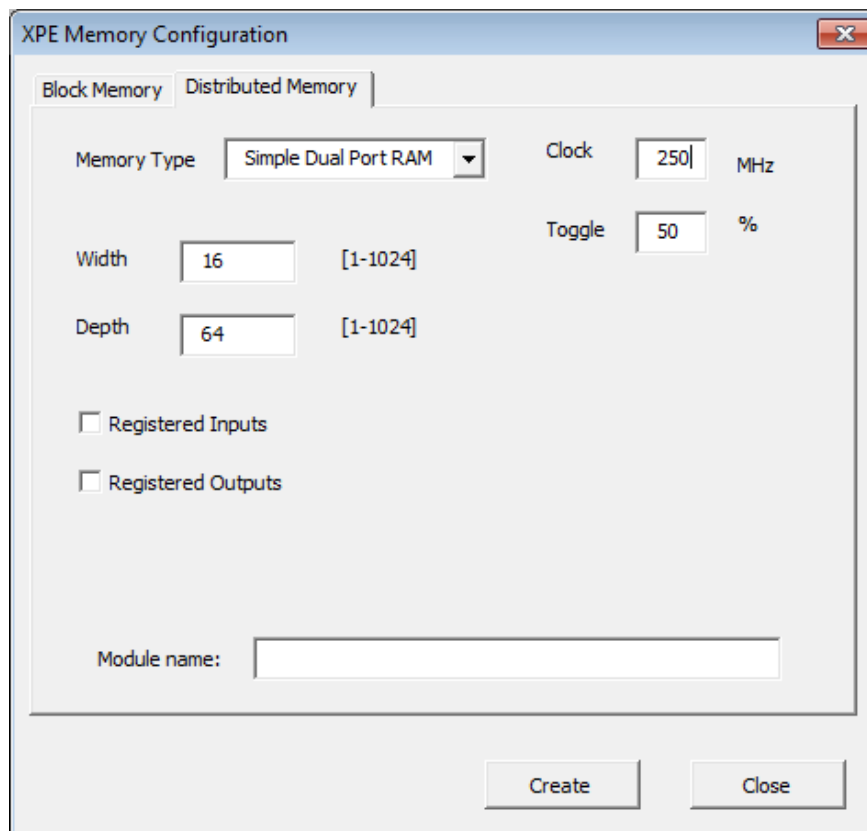 XPE Memory Configuration
Block Memory Distributed Memory
Memory Type Simple Dual Port RAM Clock 250 MHz
Toggle 50 %
Width 16 [1-1024]
Depth 64 [1-1024]
Registered Inputs
Registered Outputs
Module name:
Create Close